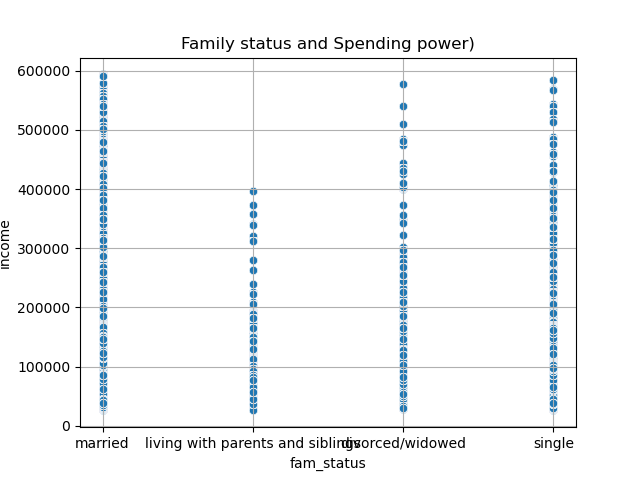 Family status and Spending power)
600000
500000
400000
300000
200000
100000
0
income
married living with parents and siblings divorced/widowed single
fam_status